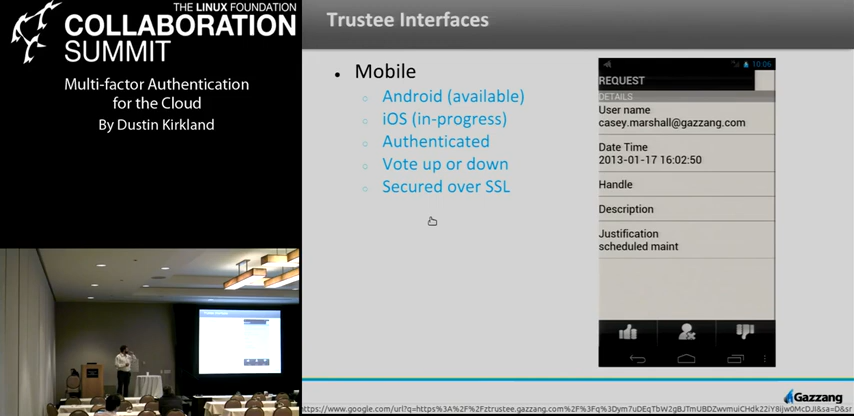 THE LINUX FOUNDATION
COLLABORATION
SUMMIT
Multi-factor Authentication
for the Cloud
By Dustin Kirkland
Trustee Interfaces
Mobile
Android (available)
iOS (in-progress)
Authenticated
Vote up or down
Secured over SSL
10:06
REQUEST
DETAILS
User name
casey.marshall@gazzang.com
Date Time
2013-01-17 16:02:50
Handle
Description
Justification
scheduled maint
Gazzang